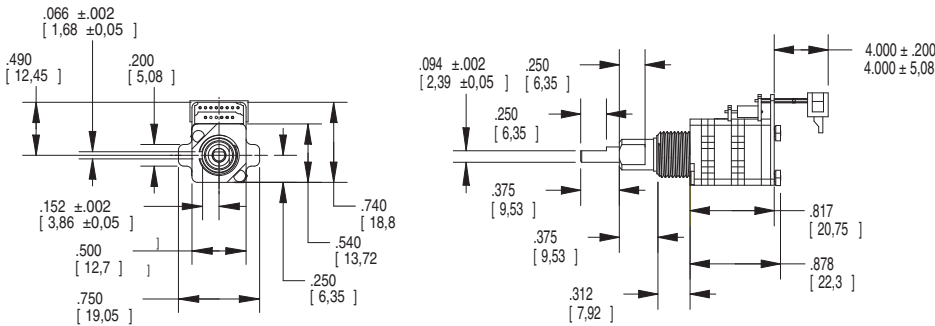 .066 ±.002
[ 1,68 ±0,05 ]
.490
[ 12,45 ]
.200
[ 5,08 ]
.152 ±.002
[ 3,86 ±0,05 ]
.500
[ 12,7 ]
]
.750
[ 19,05 ]
.740
[ 18,8
.540
[ 13,72
.250
[ 6,35 ]
.094 ±.002
[ 2,39 ±0,05 ]
.250
[ 6,35 ]
.250
[ 6,35 ]
.375
[ 9,53 ]
.375
[ 9,53 ]
.312
[ 7,92 ]
4.000 ± .200
4.000 ± 5,08
.817
[ 20,75 ]
.878
[ 22,3 ]